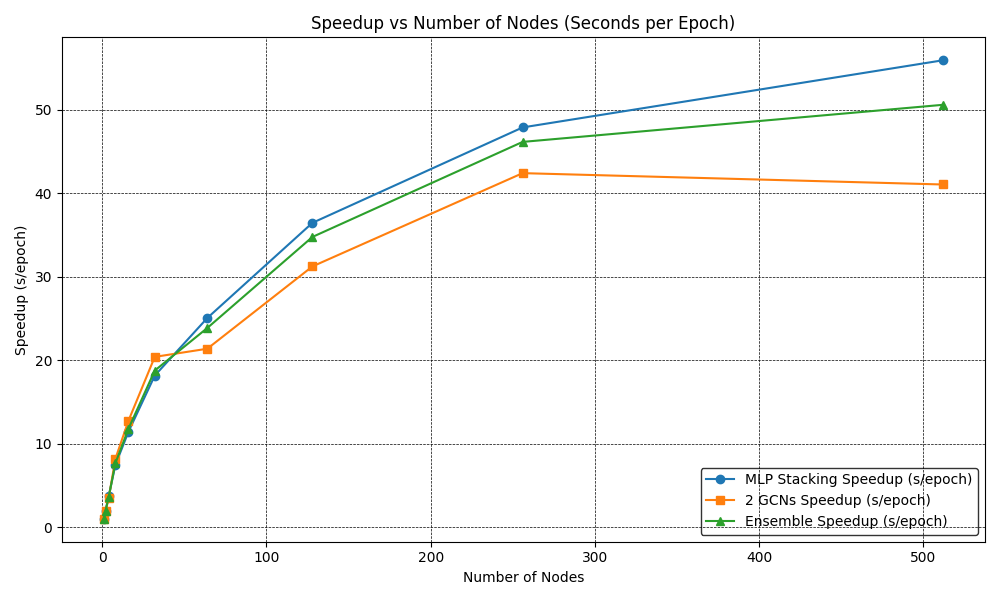 Speedup vs Number of Nodes (Seconds per Epoch)
Speedup (s/epoch)
50
40
30
20
10
0
0 100 200 300 400 500
Number of Nodes
MLP Stacking Speedup (s/epoch)
2 GCNs Speedup (s/epoch)
Ensemble Speedup (s/epoch)